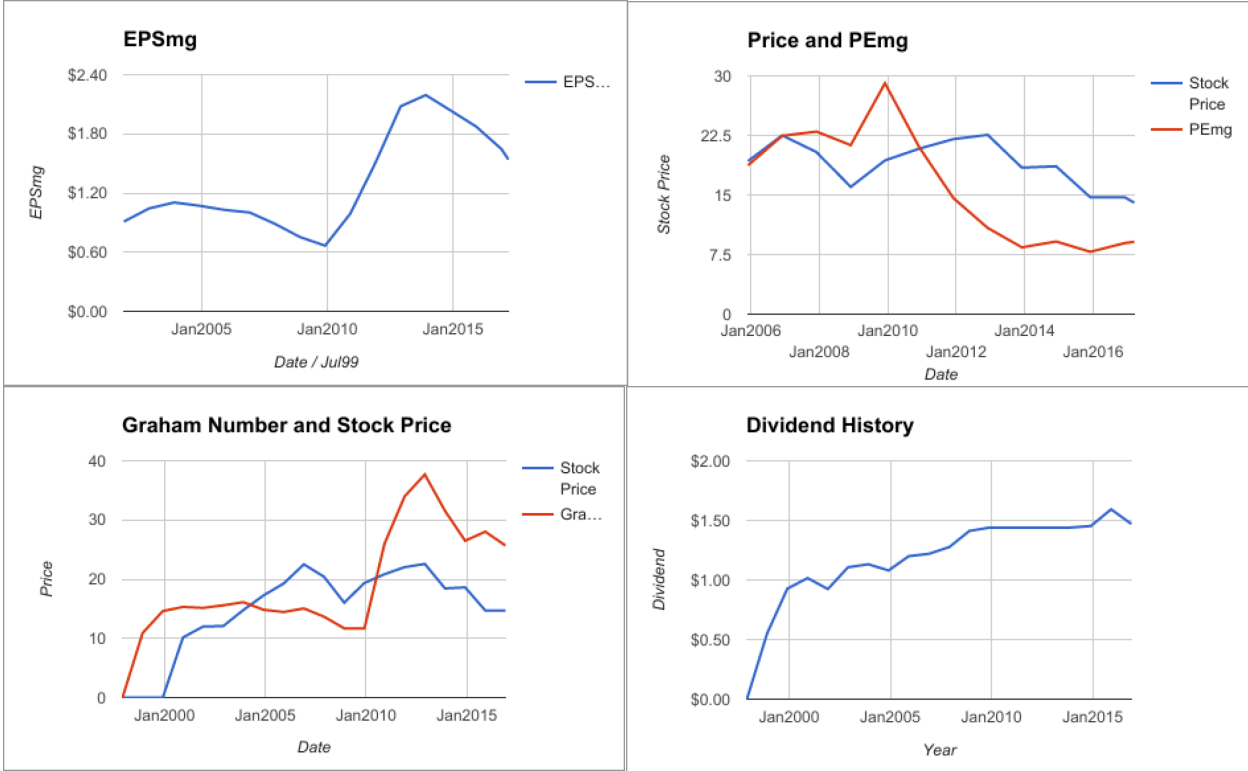 EPSmg
$2.40
$1.80
$1.20
$0.60
$0.00
EPSmg
Jan2005 Jan2010 Jan2015
Date / Jul99
EPS…
Price and PEmg
30
22.5
15
7.5
0
Stock Price
Jan2006 Jan2010 Jan2014
Jan2008 Jan2012 Jan2016
Date
Stock
Price
PEmg
Graham Number and Stock Price
40
30
20
10
0
Price
Jan2000 Jan2005 Jan2010 Jan2015
Date
Stock
Price
Gra…
Dividend History
$2.00
$1.50
$1.00
$0.50
$0.00
Dividend
Jan2000 Jan2005 Jan2010 Jan2015
Year